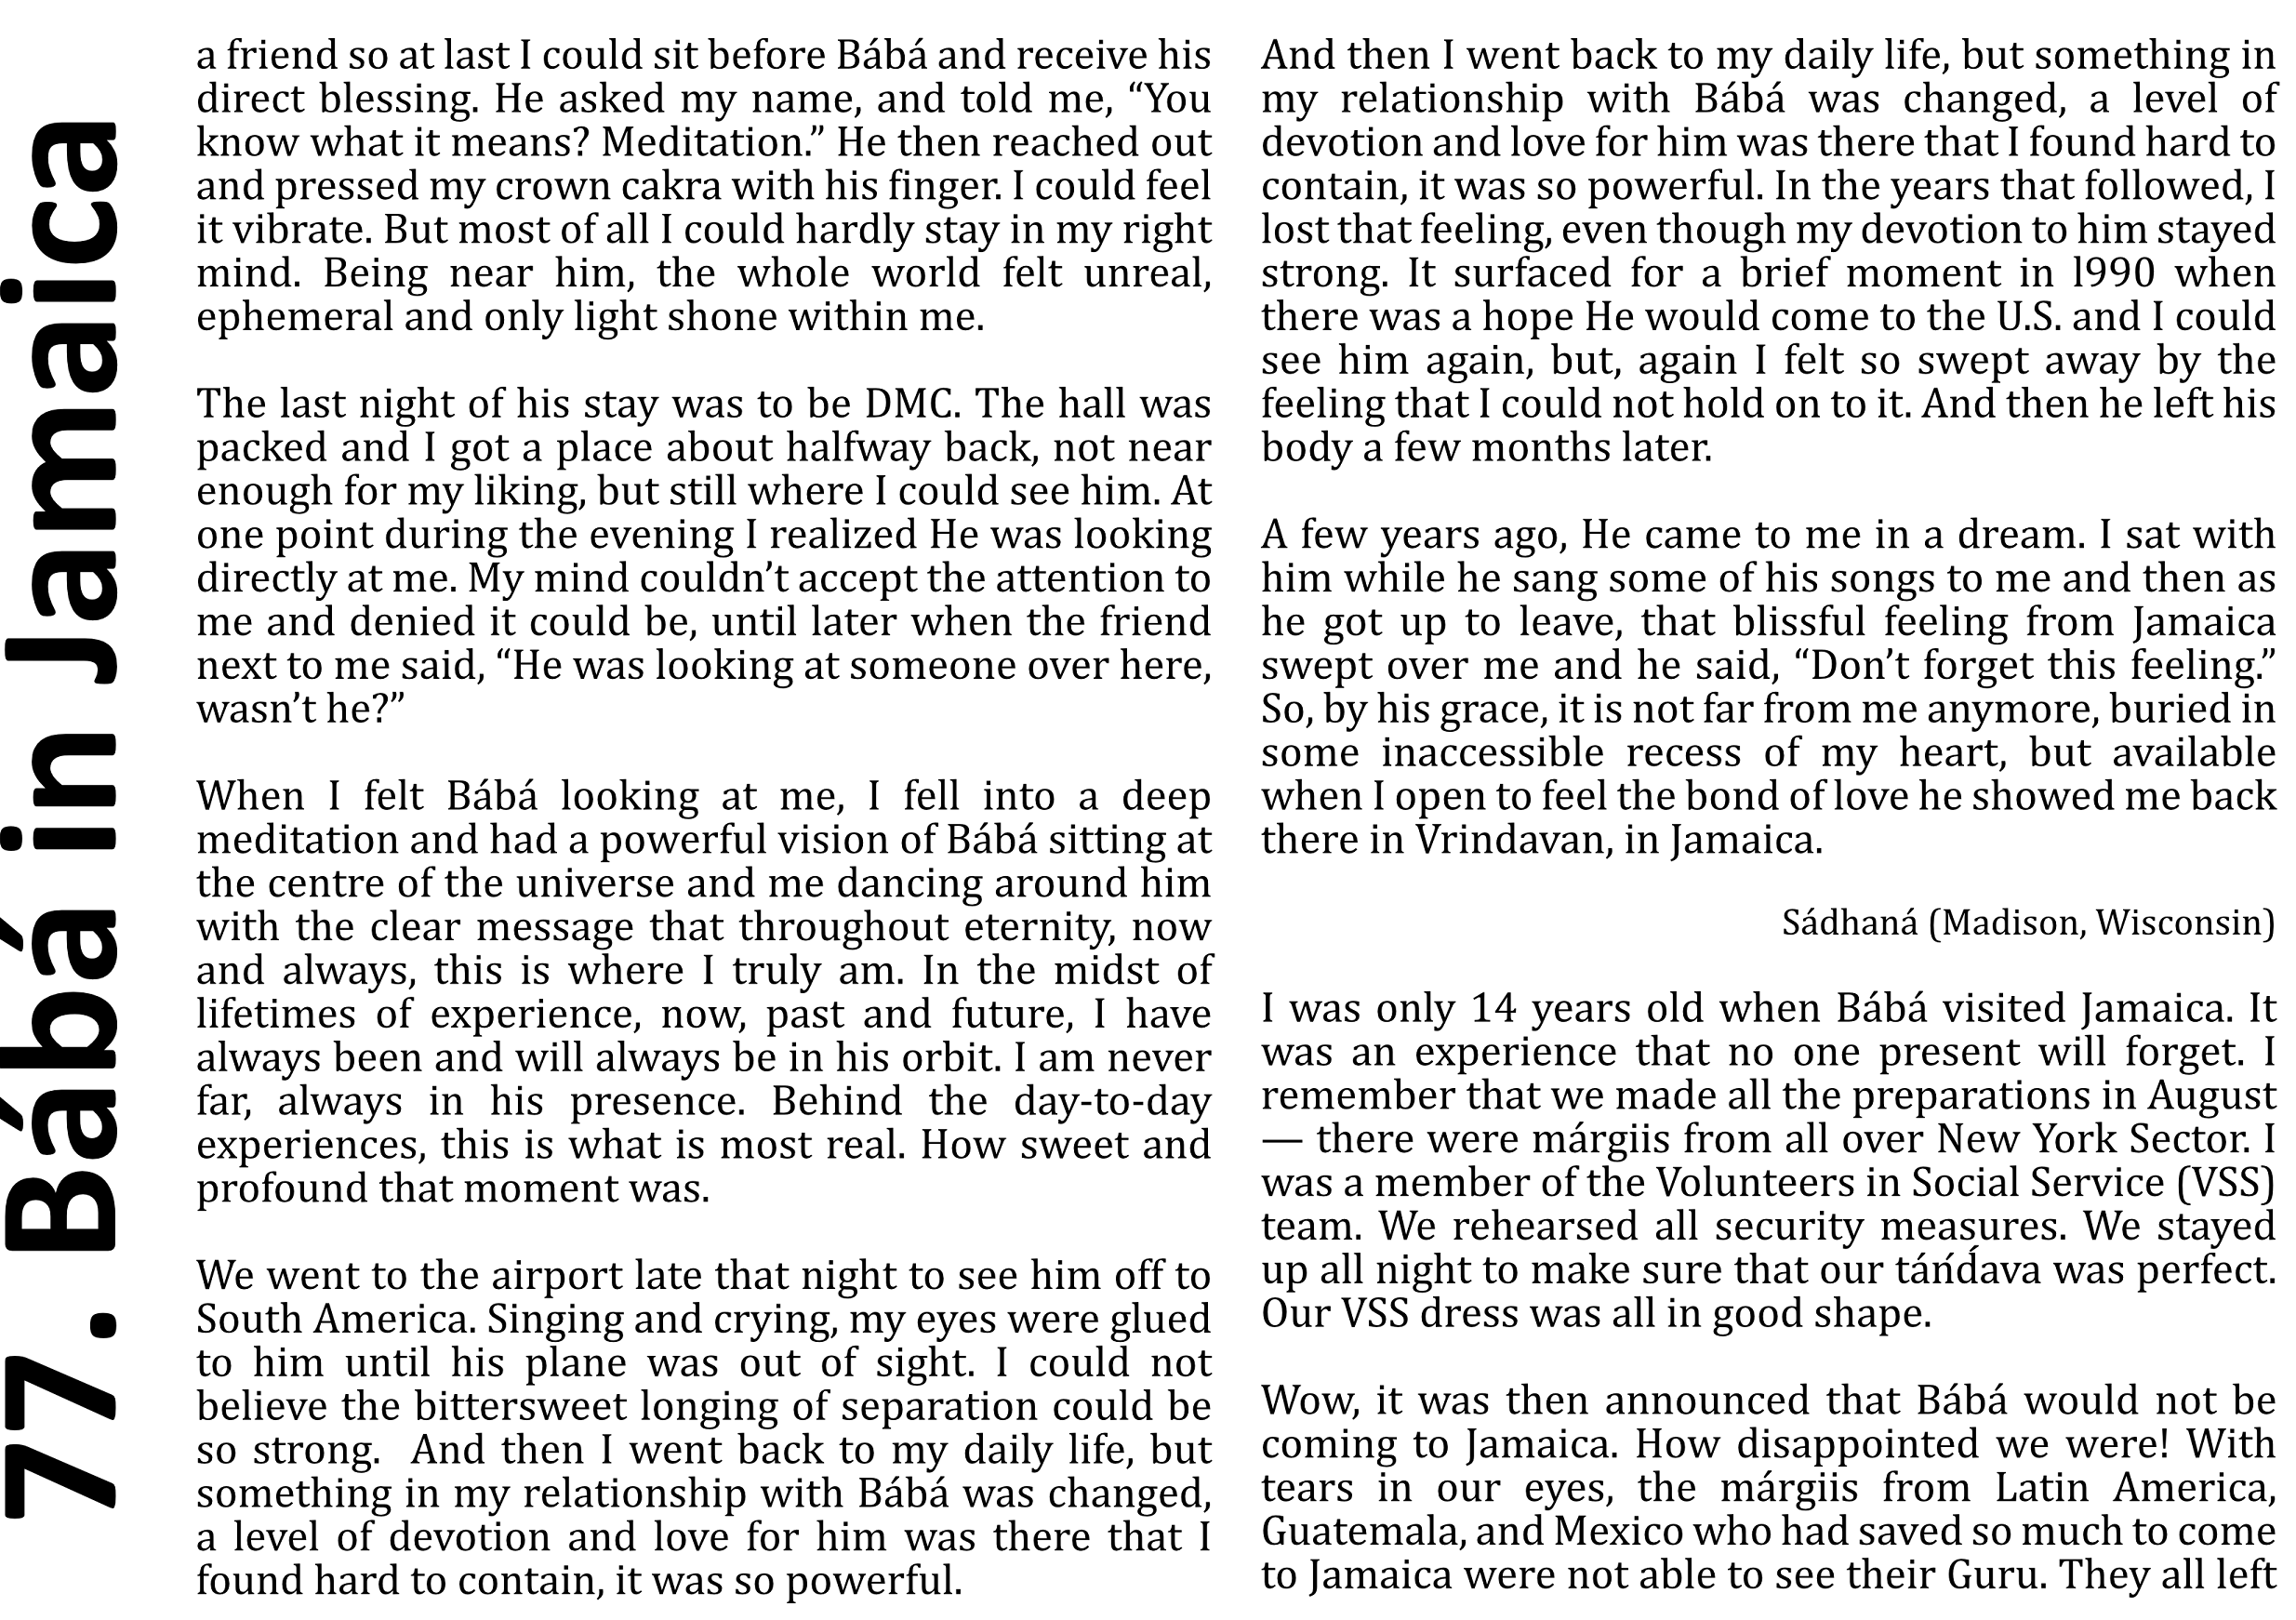 77. Bábá in Jamaica
a friend so at last I could sit before Bábá and receive his
direct blessing. He asked my name, and told me, “You
know what it means? Meditation.” He then reached out
and pressed my crown cakra with his finger. I could feel
it vibrate. But most of all I could hardly stay in my right
mind. Being near him, the whole world felt unreal,
ephemeral and only light shone within me.
The last night of his stay was to be DMC. The hall was
packed and I got a place about halfway back, not near
enough for my liking, but still where I could see him. At
one point during the evening I realized He was looking
directly at me. My mind couldn’t accept the attention to
me and denied it could be, until later when the friend
next to me said, “He was looking at someone over here,
wasn’t he?”
When I felt Bábá looking at me, I fell into a deep
meditation and had a powerful vision of Bábá sitting at
the centre of the universe and me dancing around him
with the clear message that throughout eternity, now
and always, this is where I truly am. In the midst of
lifetimes of experience, now, past and future, I have
always been and will always be in his orbit. I am never
far, always in his presence. Behind the day-to-day
experiences, this is what is most real. How sweet and
profound that moment was.
We went to the airport late that night to see him off to
South America. Singing and crying, my eyes were glued
to him until his plane was out of sight. I could not
believe the bittersweet longing of separation could be
so strong.  And then I went back to my daily life, but
something in my relationship with Bábá was changed,
a level of devotion and love for him was there that I
found hard to contain, it was so powerful.
And then I went back to my daily life, but something in
my relationship with Bábá was changed, a level of
devotion and love for him was there that I found hard to
contain, it was so powerful. In the years that followed, I
lost that feeling, even though my devotion to him stayed
strong. It surfaced for a brief moment in l990 when
there was a hope He would come to the U.S. and I could
see him again, but, again I felt so swept away by the
feeling that I could not hold on to it. And then he left his
body a few months later.
A few years ago, He came to me in a dream. I sat with
him while he sang some of his songs to me and then as
he got up to leave, that blissful feeling from Jamaica
swept over me and he said, “Don’t forget this feeling.”
So, by his grace, it is not far from me anymore, buried in
some inaccessible recess of my heart, but available
when I open to feel the bond of love he showed me back
there in Vrindavan, in Jamaica.
Sádhaná (Madison, Wisconsin)
I was only 14 years old when Bábá visited Jamaica. It
was an experience that no one present will forget. I
remember that we made all the preparations in August
— there were márgiis from all over New York Sector. I
was a member of the Volunteers in Social Service (VSS)
team. We rehearsed all security measures. We stayed
up all night to make sure that our táńd́ava was perfect.
Our VSS dress was all in good shape.
Wow, it was then announced that Bábá would not be
coming to Jamaica. How disappointed we were! With
tears in our eyes, the márgiis from Latin America,
Guatemala, and Mexico who had saved so much to come
to Jamaica were not able to see their Guru. They all left